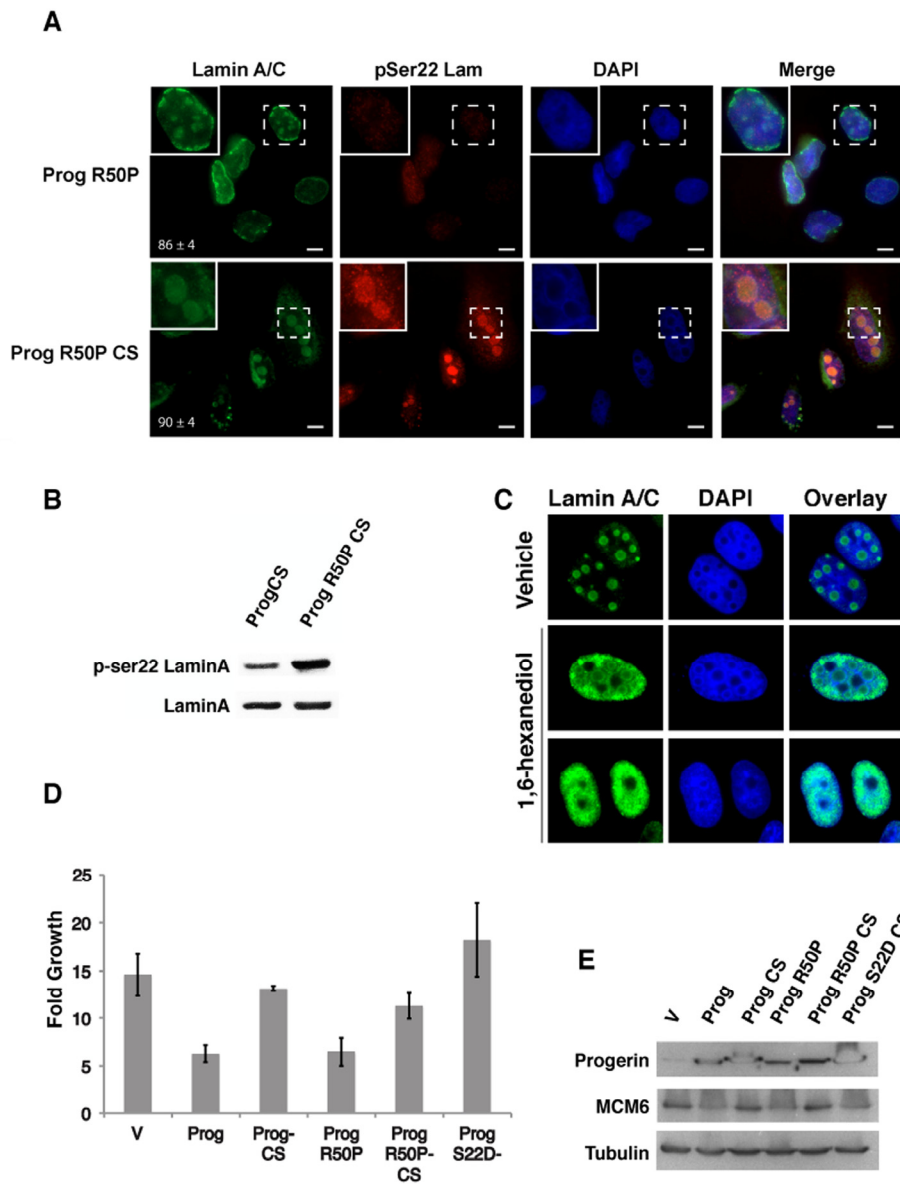 A
Lamin A/C pSer22 Lam DAPI Merge
Prog R50P
86 ± 4
Prog R50P CS
90 ± 4
B
ProgCS
Prog R50P CS
p-ser22 LaminA
LaminA
C
Lamin A/C DAPI Overlay
Vehicle
1,6-hexanediol
D
Fold Growth
25
20
15
10
5
0
V Prog Prog-CS Prog R50P Prog R50P-CS Prog S22D-
E
V
Prog
Prog CS
Prog R50P
Prog R50P CS
Prog S22D CS
Progerin
MCM6
Tubulin